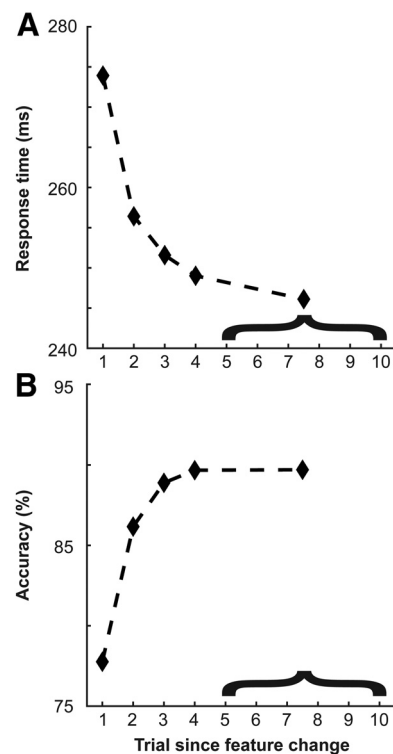 A
280
260
240
Response time (ms)
1 2 3 4 5 6 7 8 9 10
B
95
85
75
Accuracy (%)
1 2 3 4 5 6 7 8 9 10
Trial since feature change